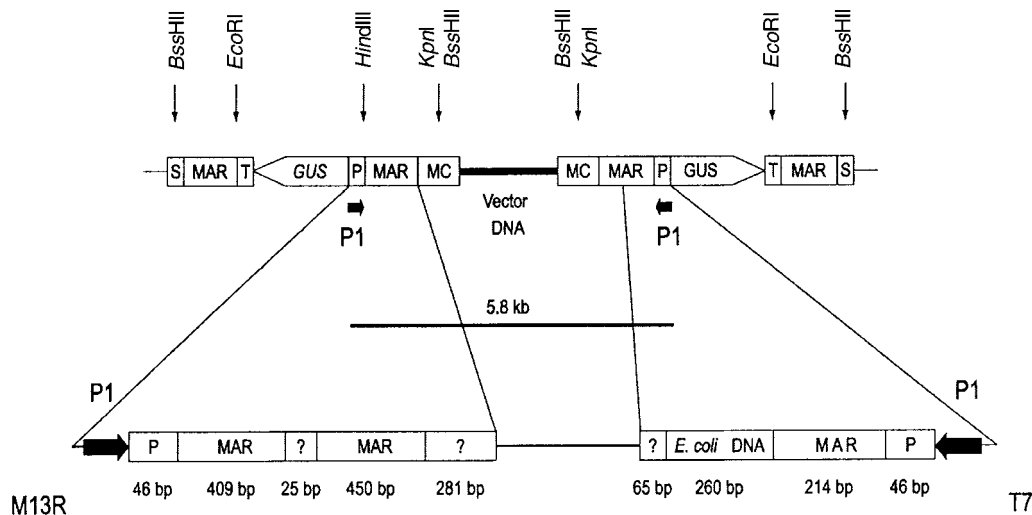 BssHII EcoRI HindIII KpnI BssHII BssHII KpnI EcoRI BssHII
S MAR T GUS P MAR MC MC MAR P GUS T MAR S
Vector
DNA
P1 P1
5.8 kb
P1 P1
P MAR ? MAR ? ? E. coli DNA MAR P
46 bp 409 bp 25 bp 450 bp 281 bp 65 bp 260 bp 214 bp 46 bp
M13R T7